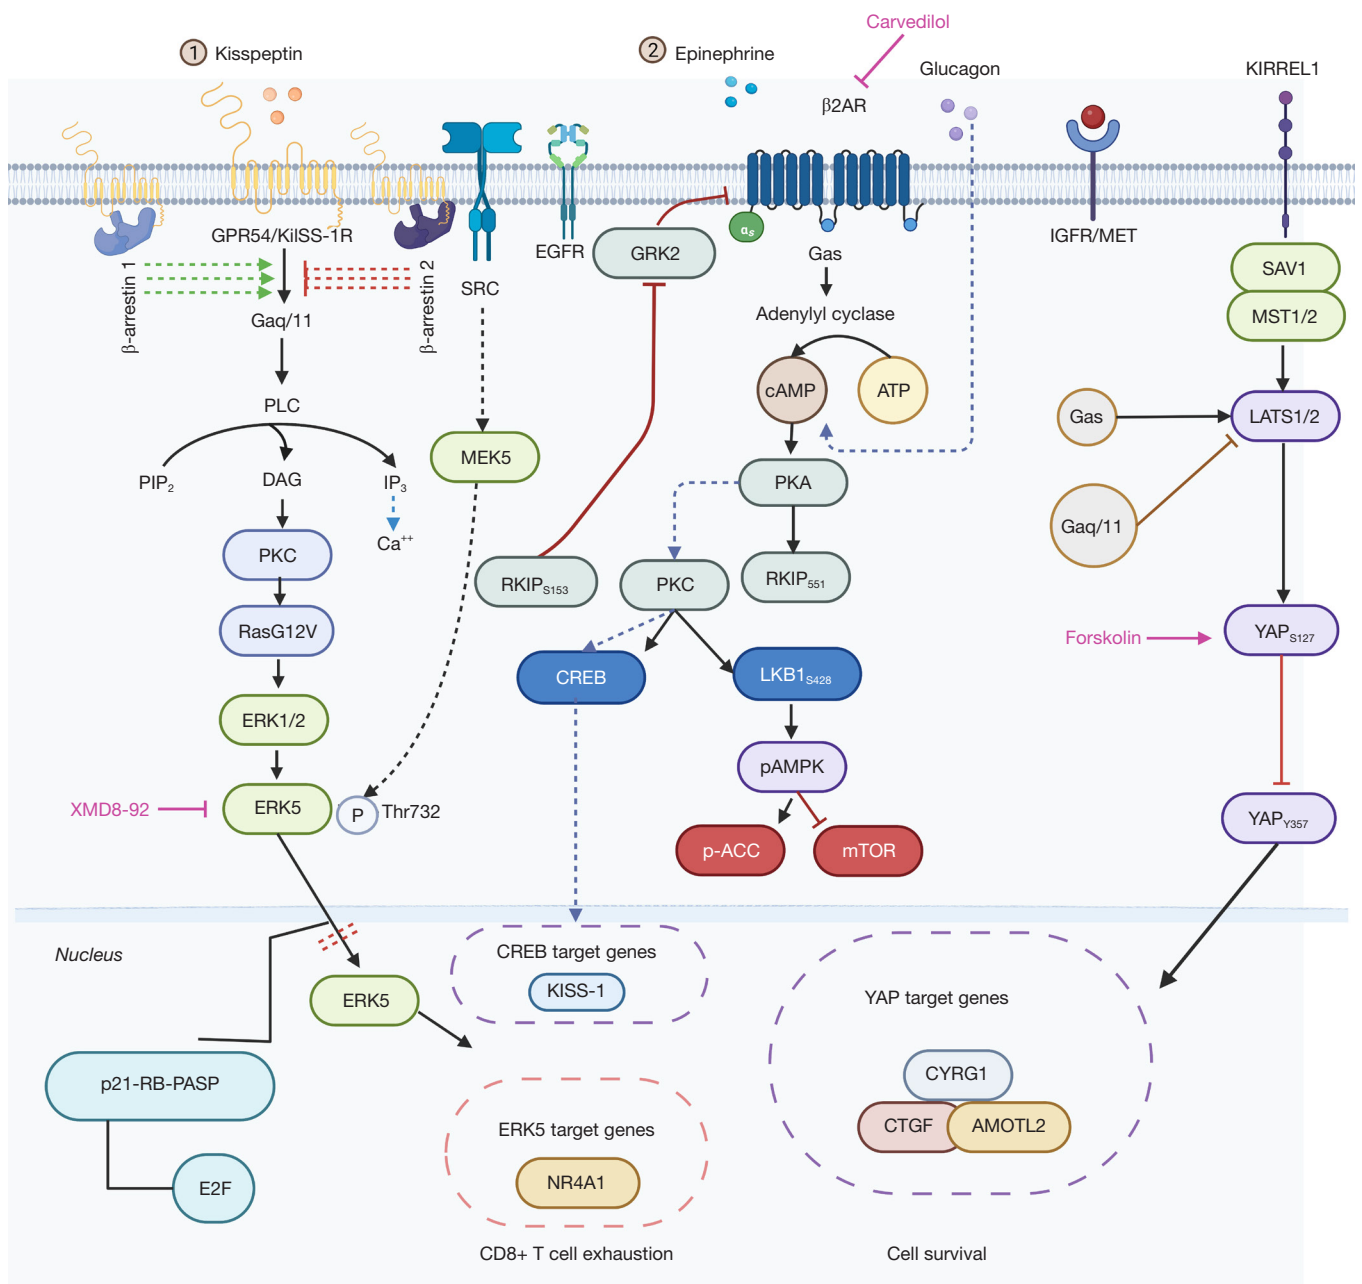 Carvedilol
1 Kisspeptin
2 Epinephrine
Glucagon
KIRREL1
β2AR
GPR54/KilSS-1R
EGFR
GRK2
αs
Gas
IGFR/MET
SAV1
β-arrestin 1
β-arrestin 2
SRC
Gaq/11
Adenylyl cyclase
MST1/2
cAMP
ATP
PLC
Gas
LATS1/2
MEK5
PIP2
DAG
IP3
PKA
Ca++
Gaq/11
PKC
RKIPS153
PKC
RKIP551
RasG12V
Forskolin
YAPS127
CREB
LKB1S428
ERK1/2
pAMPK
XMD8-92
ERK5
P
Thr732
YAPY357
p-ACC
mTOR
Nucleus
CREB target genes
KISS-1
ERK5
YAP target genes
p21-RB-PASP
CYRG1
CTGF
AMOTL2
ERK5 target genes
NR4A1
E2F
CD8+ T cell exhaustion
Cell survival